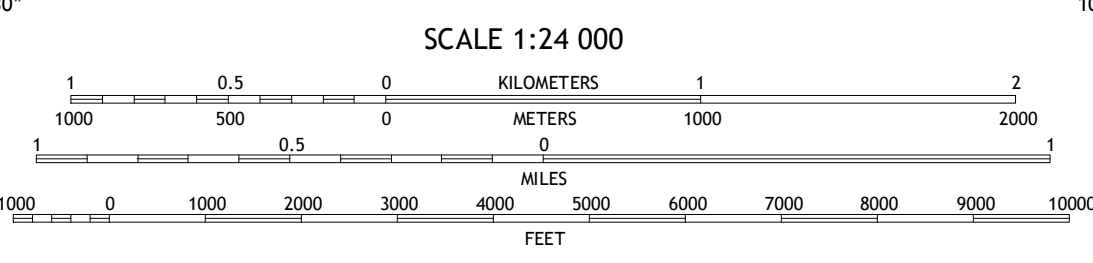 SCALE 1:24 000
1 0.5 0 KILOMETERS 1 2
1000 500 0 METERS 1000 2000
1 0.5 0 1
MILES
1000 0 1000 2000 3000 4000 5000 6000 7000 8000 9000 10000
FEET